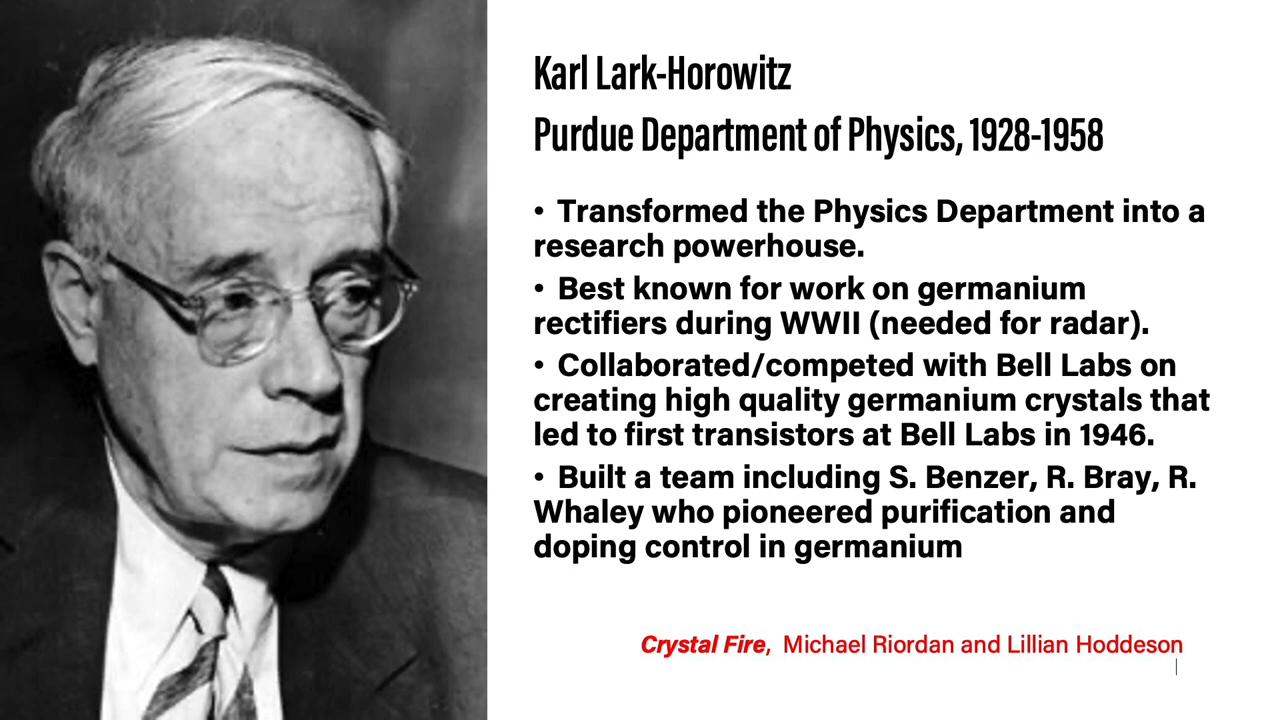 Karl Lark-Horowitz
Purdue Department of Physics, 1928-1958
• Transformed the Physics Department into a
research powerhouse.
• Best known for work on germanium
rectifiers during WWII (needed for radar).
• Collaborated/competed with Bell Labs on
creating high quality germanium crystals that
led to first transistors at Bell Labs in 1946.
• Built a team including S. Benzer, R. Bray, R.
Whaley who pioneered purification and
doping control in germanium
Crystal Fire, Michael Riordan and Lillian Hoddeson